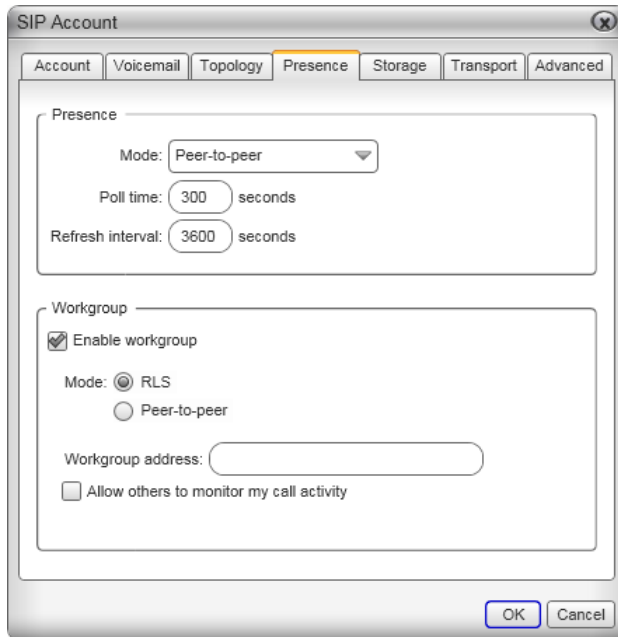 SIP Account
Account Voicemail Topology Presence Storage Transport Advanced
Presence
Mode: Peer-to-peer
Poll time: 300 seconds
Refresh interval: 3600 seconds
Workgroup
Enable workgroup
Mode: RLS
Peer-to-peer
Workgroup address:
Allow others to monitor my call activity
OK Cancel